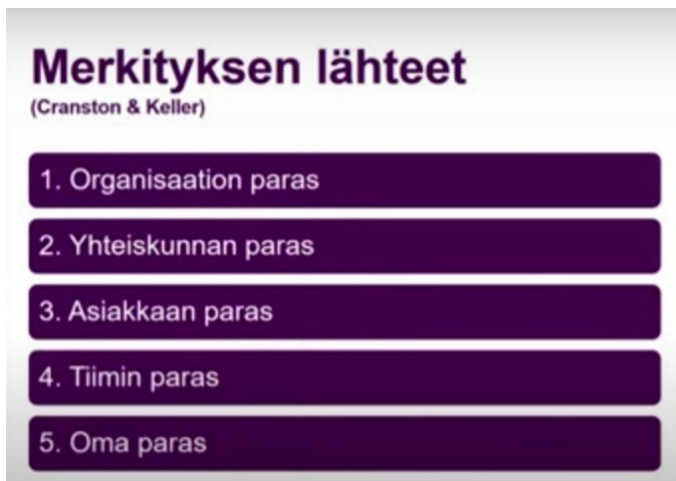 Merkityksen lähteet
(Cranston & Keller)
1. Organisaation paras
2. Yhteiskunnan paras
3. Asiakkaan paras
4. Tiimin paras
5. Oma paras